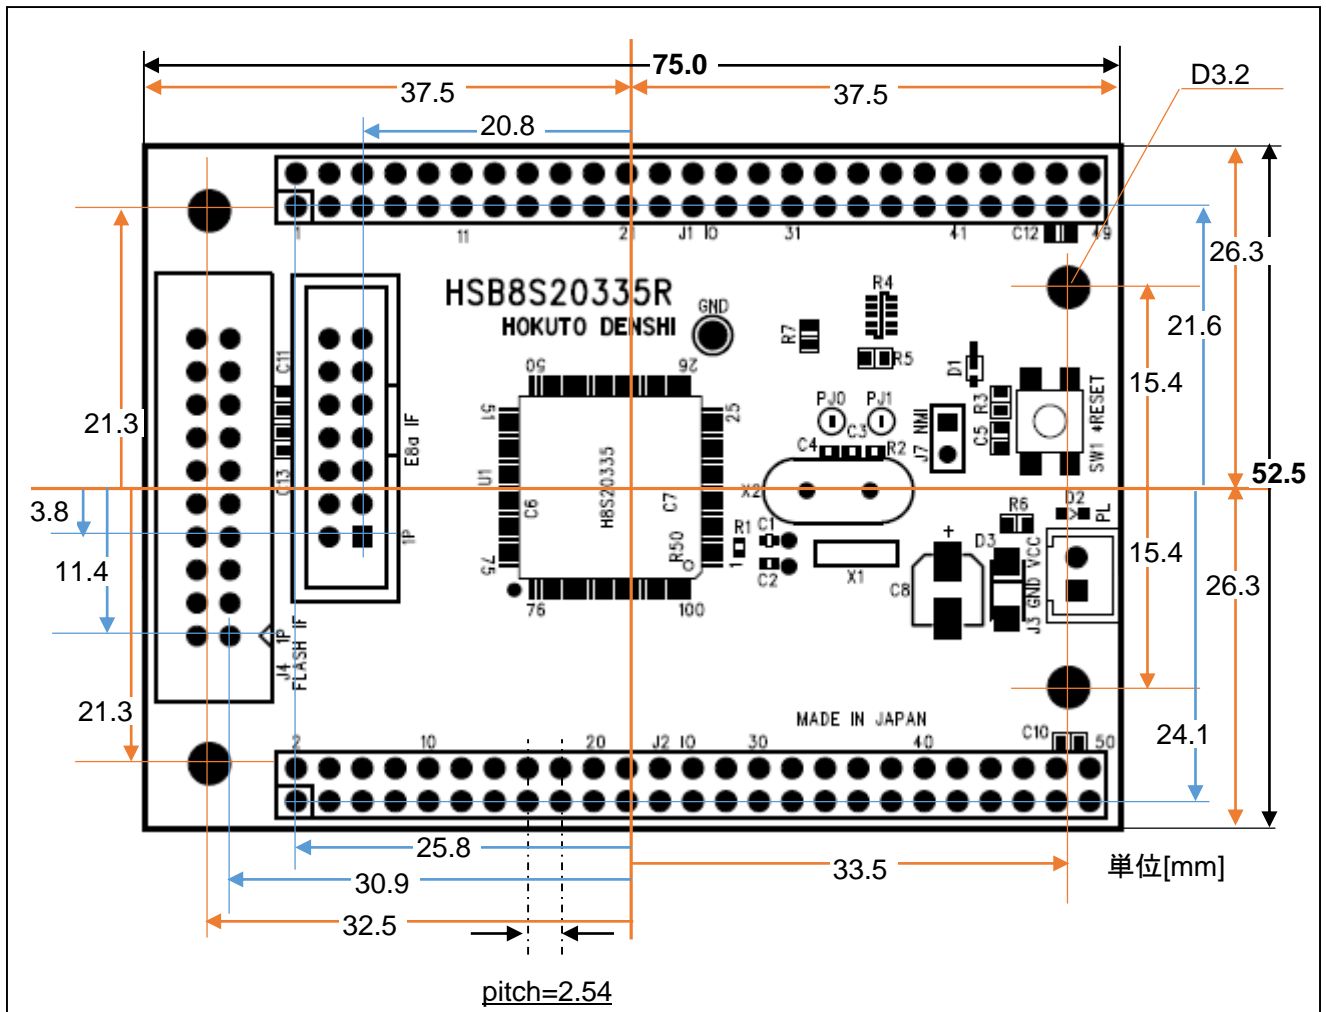 75.0
37.5
37.5
D3.2
20.8
1
11
21
J1 IO
31
41
C12
49
26.3
HSB8S20335R
HOKUTO DENSHI
GND
R4
R7
R5
21.6
50
26
C11
D1
15.4
51
25
PJ0
PJ1
NMI
R3
21.3
E8a IF
C4
C3
R2
J7
C5
SW1 *RESET
U1
H8S20335
C13
C6
C7
X2
52.5
3.8
1P
R50
R1
C1
R6
D2
PL
11.4
75
1
C2
X1
+
D3
VCC
15.4
C8
GND
26.3
76
100
J3
1P
J4
FLASH IF
21.3
MADE IN JAPAN
C10
24.1
2
10
20
J2 IO
30
40
50
25.8
33.5
単位[mm]
30.9
32.5
pitch=2.54